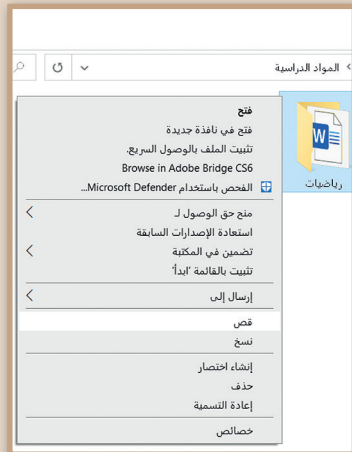 المواد الدراسية
رياضيات
فتح
فتح في نافذة جديدة
تثبيت الملف بالوصول السريع.
Browse in Adobe Bridge CS6
الفحص باستخدام Microsoft Defender...
منح حق الوصول لـ
استعادة الإصدارات السابقة
تضمين في المكتبة
تثبيت بالقائمة 'ابدأ'
إرسال إلى
قص
نسخ
إنشاء اختصار
حذف
إعادة التسمية
خصائص